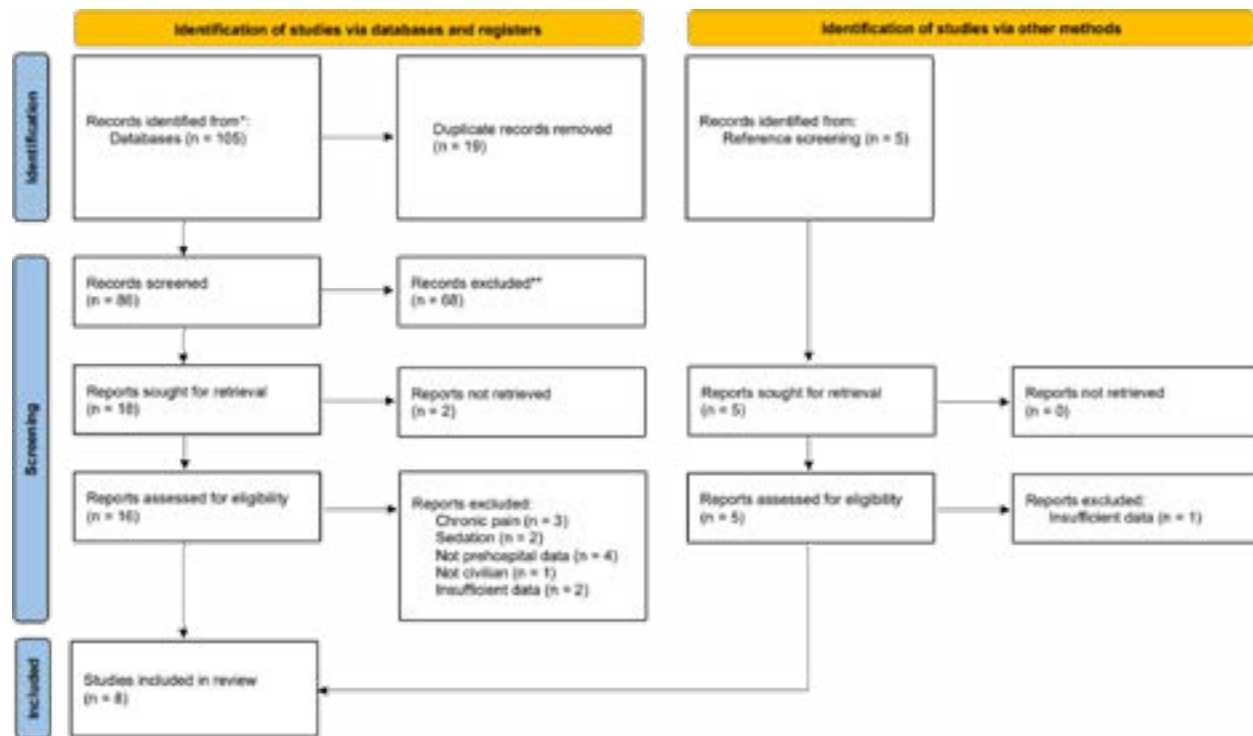 Identification of studies via databases and registers
Identification of studies via other methods
Identification
Records identified from*:
Databases (n = 105)
Duplicate records removed
(n = 19)
Records identified from:
Reference screening (n = 5)
Screening
Records screened
(n = 86)
Records excluded**
(n = 68)
Reports sought for retrieval
(n = 18)
Reports not retrieved
(n = 2)
Reports sought for retrieval
(n = 5)
Reports not retrieved
(n = 0)
Reports assessed for eligibility
(n = 16)
Reports excluded:
Chronic pain (n = 3)
Sedation (n = 2)
Not prehospital data (n = 4)
Not civilian (n = 1)
Insufficient data (n = 2)
Reports assessed for eligibility
(n = 5)
Reports excluded:
Insufficient data (n = 1)
Included
Studies included in review
(n = 8)